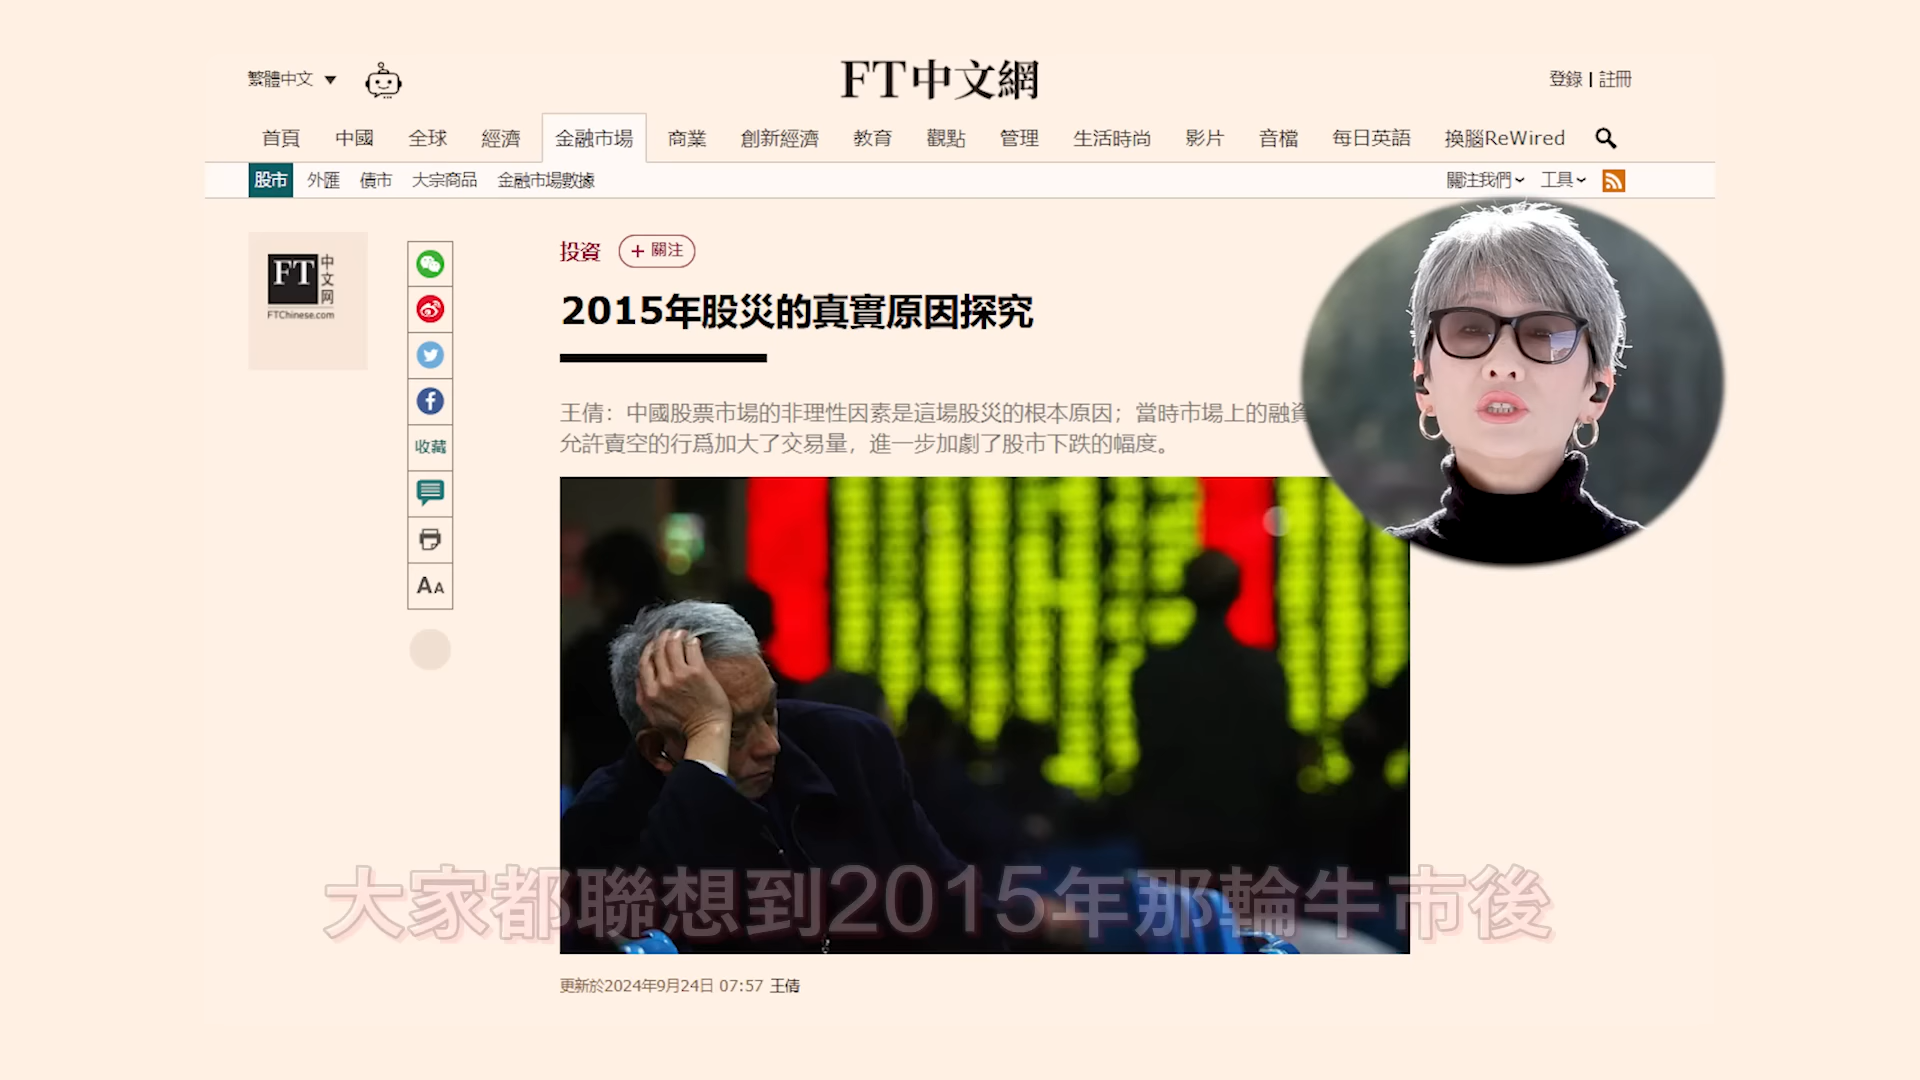 繁體中文
FT中文網
登錄 | 註冊
首頁 中國 全球 經濟 金融市場 商業 創新經濟 教育 觀點 管理 生活時尚 影片 音檔 每日英語 換腦ReWired
股市 外匯 債市 大宗商品 金融市場數據 關注我們 工具
FT中文网
FTChinese.com
投資 + 關注
2015年股災的真實原因探究
王倩：中國股票市場的非理性因素是這場股災的根本原因；當時市場上的融資
允許賣空的行爲加大了交易量，進一步加劇了股市下跌的幅度。
收藏
AA
大家都聯想到2015年那輪牛市後
更新於2024年9月24日 07:57 王倩